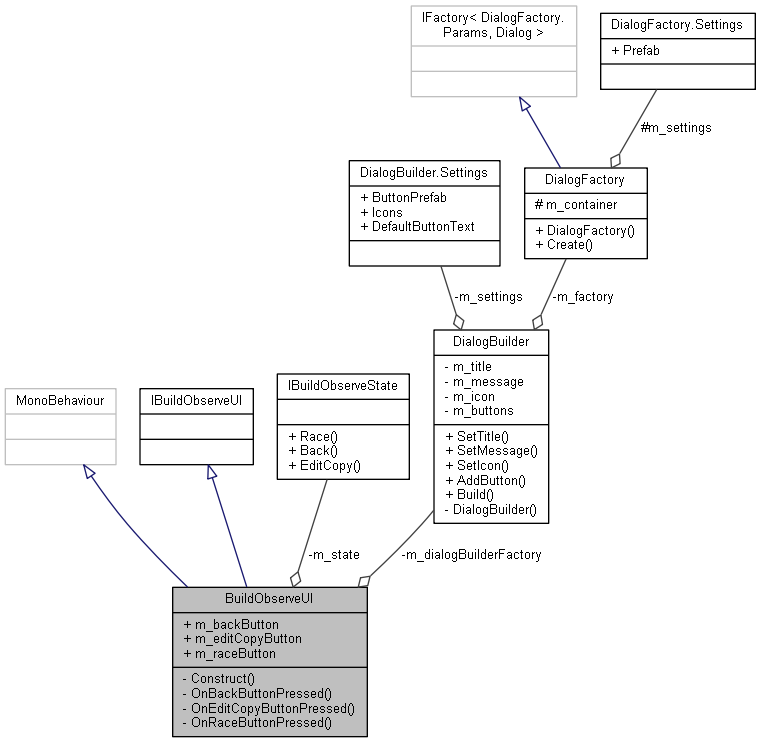 IFactory< DialogFactory.
Params, Dialog >
DialogFactory.Settings
+ Prefab
#m_settings
DialogBuilder.Settings
+ ButtonPrefab
+ Icons
+ DefaultButtonText
DialogFactory
# m_container
+ DialogFactory()
+ Create()
-m_settings
-m_factory
DialogBuilder
- m_title
- m_message
- m_icon
- m_buttons
+ SetTitle()
+ SetMessage()
+ SetIcon()
+ AddButton()
+ Build()
- DialogBuilder()
MonoBehaviour
IBuildObserveUI
IBuildObserveState
+ Race()
+ Back()
+ EditCopy()
-m_state
-m_dialogBuilderFactory
BuildObserveUI
+ m_backButton
+ m_editCopyButton
+ m_raceButton
- Construct()
- OnBackButtonPressed()
- OnEditCopyButtonPressed()
- OnRaceButtonPressed()